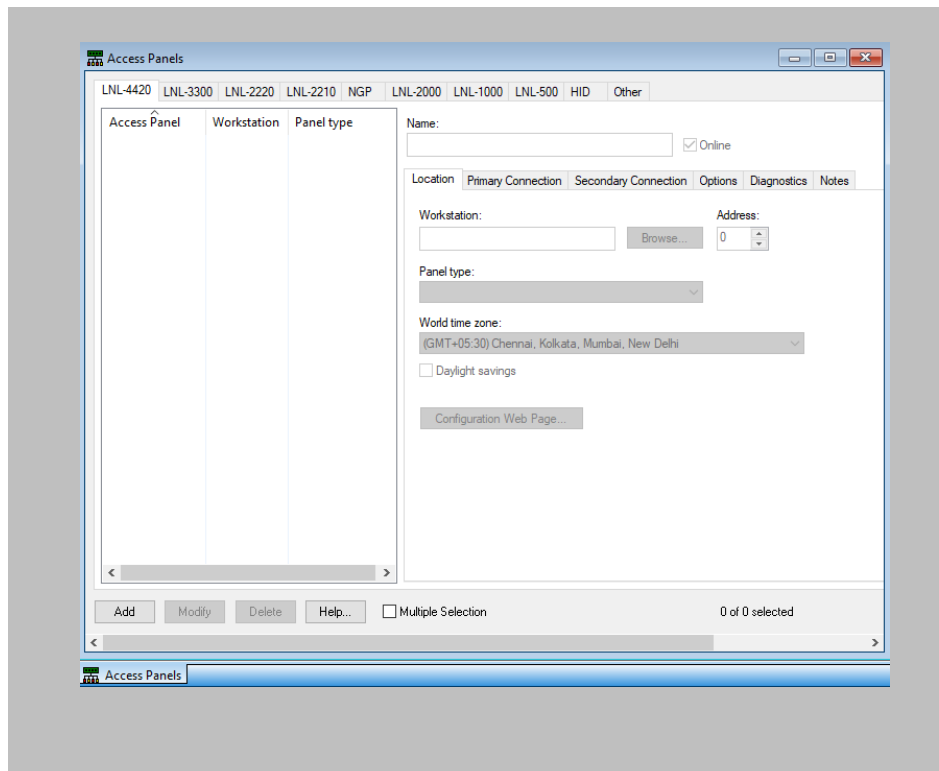 Access Panels
LNL-4420 LNL-3300 LNL-2220 LNL-2210 NGP LNL-2000 LNL-1000 LNL-500 HID Other
Access Panel Workstation Panel type
Name:
Online
Location Primary Connection Secondary Connection Options Diagnostics Notes
Workstation: Address:
Browse... 0
Panel type:
World time zone:
(GMT+05:30) Chennai, Kolkata, Mumbai, New Delhi
Daylight savings
Configuration Web Page...
Add Modify Delete Help... Multiple Selection 0 of 0 selected
Access Panels